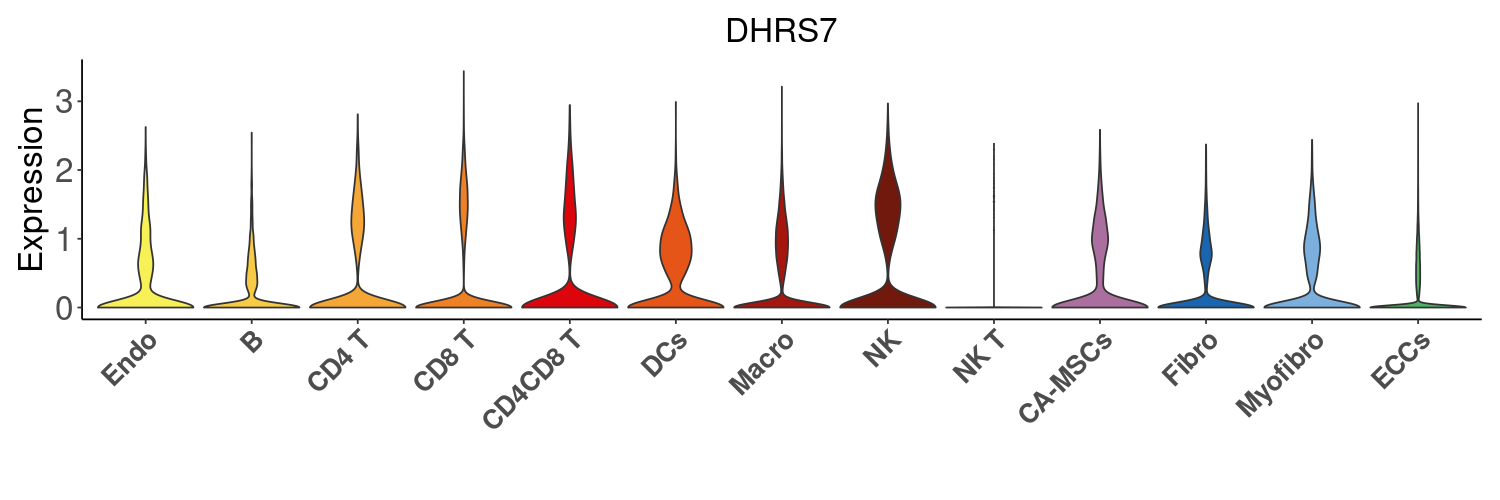 DHRS7
Expression
3
2
1
0
Endo
B
CD4 T
CD8 T
CD4CD8 T
DCs
Macro
NK
NK T
CA-MSCs
Fibro
Myofibro
ECCs